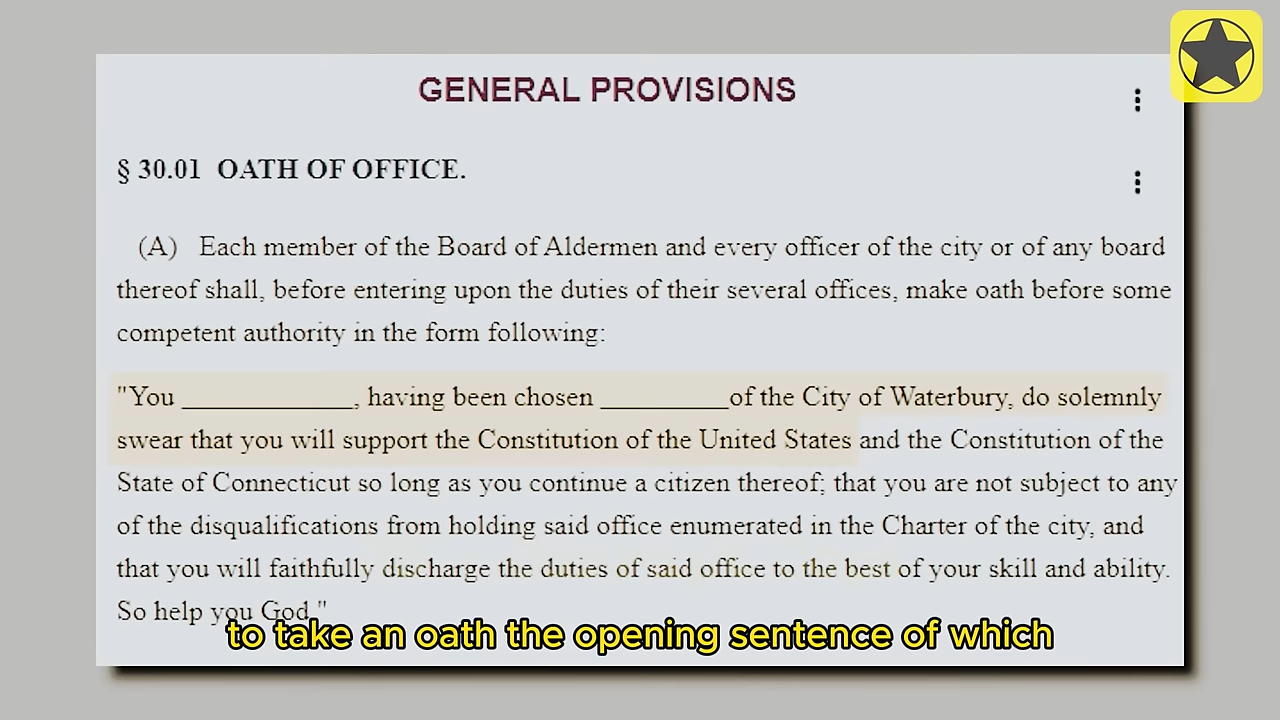 GENERAL PROVISIONS
§ 30.01 OATH OF OFFICE.
(A) Each member of the Board of Aldermen and every officer of the city or of any board
thereof shall, before entering upon the duties of their several offices, make oath before some
competent authority in the form following:
"You _____________, having been chosen _________of the City of Waterbury, do solemnly
swear that you will support the Constitution of the United States and the Constitution of the
State of Connecticut so long as you continue a citizen thereof; that you are not subject to any
of the disqualifications from holding said office enumerated in the Charter of the city, and
that you will faithfully discharge the duties of said office to the best of your skill and ability.
So help you God."
to take an oath the opening sentence of which